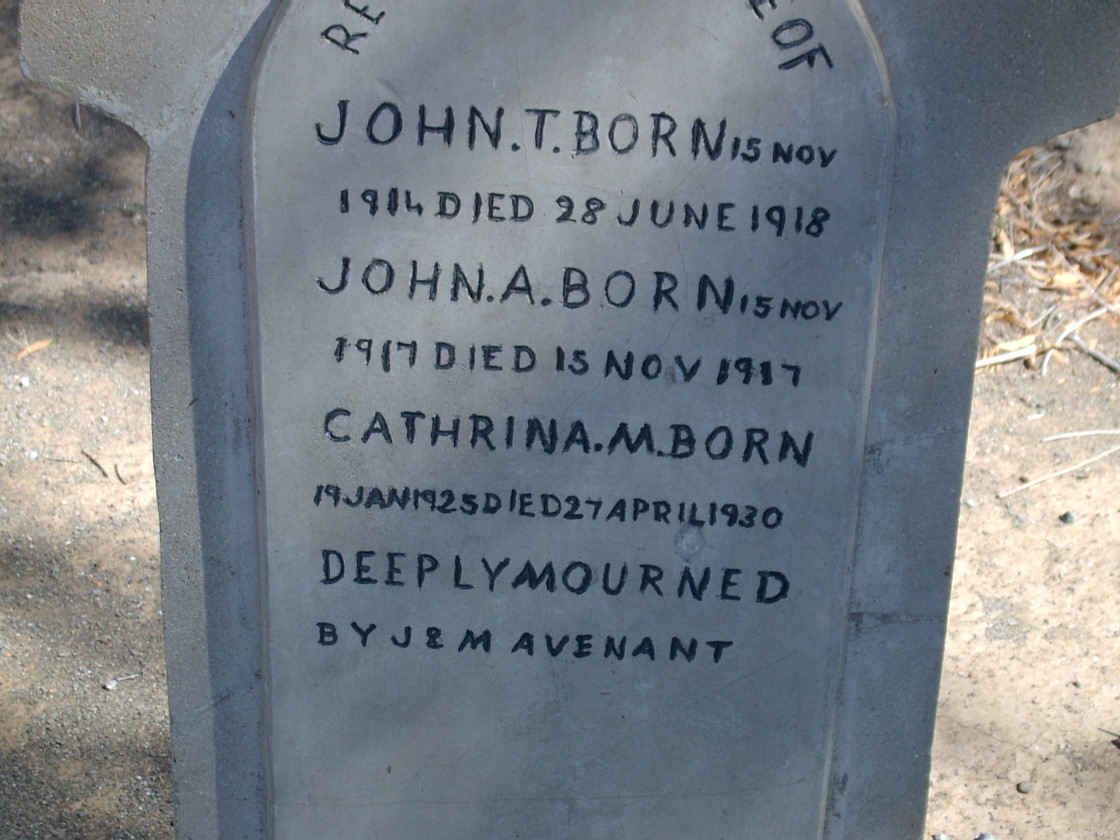 JOHN.T.BORN 15 NOV
1914 DIED 28 JUNE 1918
JOHN.A.BORN 15 NOV
1917 DIED 15 NOV 1917
CATHRINA.M.BORN
19 JAN 1925 DIED 27 APRIL 1930
DEEPLY MOURNED
BY J & M AVENANT